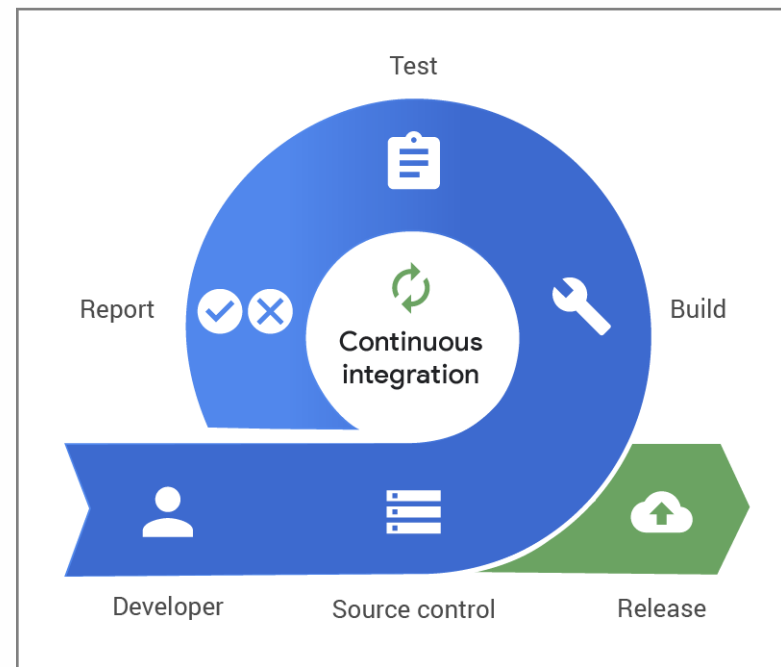 Test
Report
Continuous
integration
Build
Developer
Source control
Release